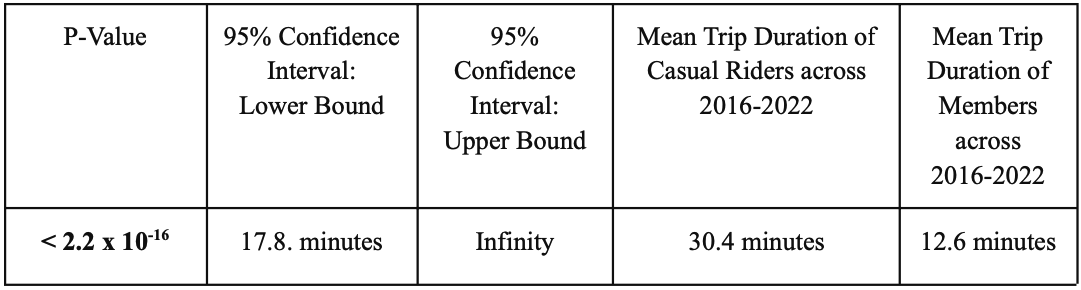 P-Value
95% Confidence
Interval:
Lower Bound
95%
Confidence
Interval:
Upper Bound
Mean Trip Duration of
Casual Riders across
2016-2022
Mean Trip
Duration of
Members
across
2016-2022
< 2.2 x 10-16
17.8. minutes
Infinity
30.4 minutes
12.6 minutes